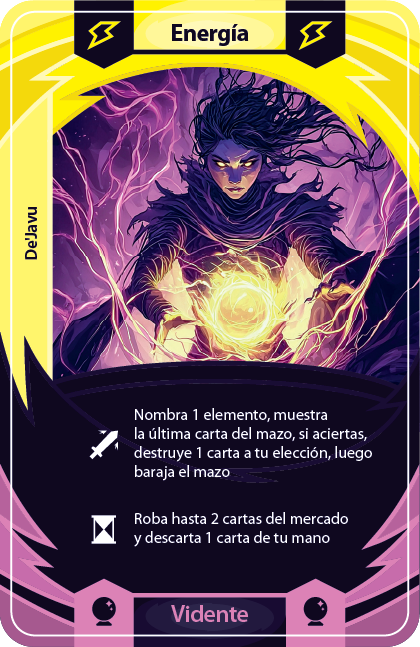 Energía
De'Javu
Nombra 1 elemento, muestra
la última carta del mazo, si aciertas,
destruye 1 carta a tu elección, luego
baraja el mazo
Roba hasta 2 cartas del mercado
y descarta 1 carta de tu mano
Vidente